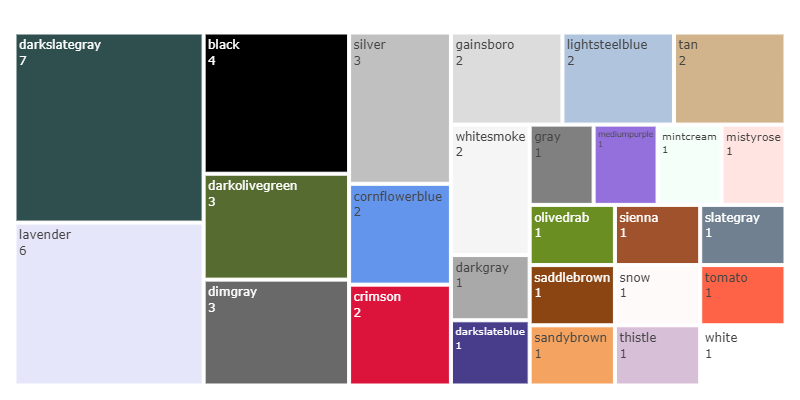 darkslategray
7
lavender
6
black
4
darkolivegreen
3
dimgray
3
silver
3
cornflowerblue
2
crimson
2
gainsboro
2
lightsteelblue
2
tan
2
whitesmoke
2
darkgray
1
darkslateblue
1
gray
1
mediumpurple
1
mintcream
1
mistyrose
1
olivedrab
1
sienna
1
slategray
1
saddlebrown
1
snow
1
tomato
1
sandybrown
1
thistle
1
white
1